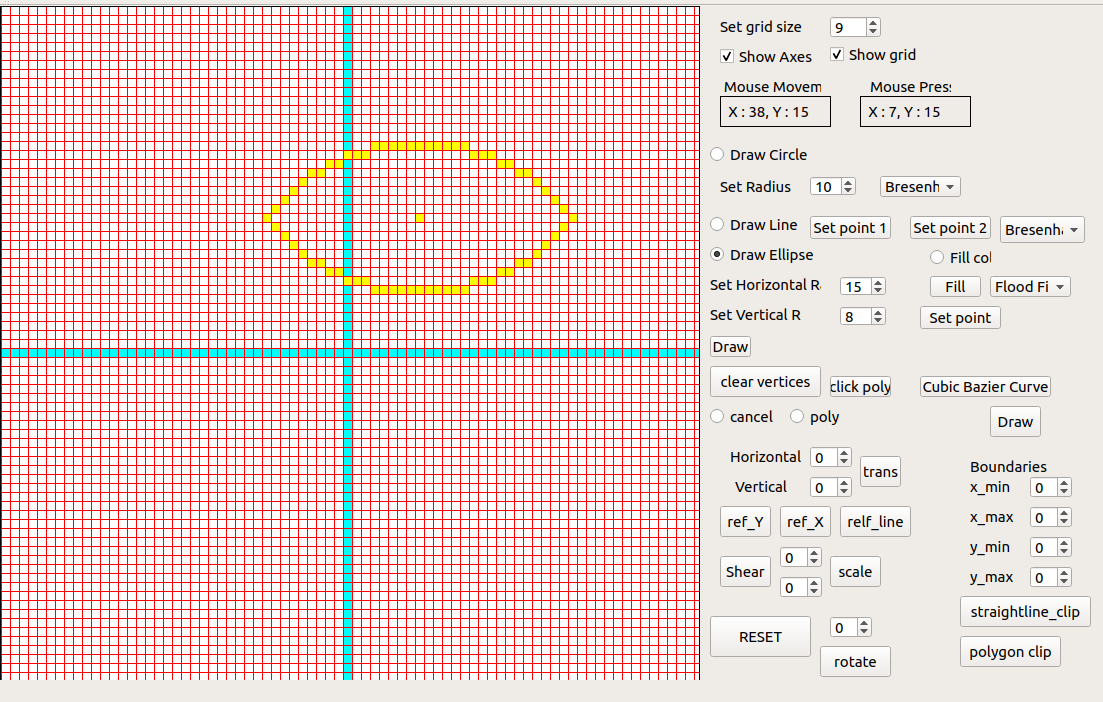 Set grid size 9
Show Axes Show grid
Mouse Movem Mouse Pres
X : 38, Y : 15 X : 7, Y : 15
Draw Circle
Set Radius 10 Bresenh
Draw Line Set point 1 Set point 2 Bresenh
Draw Ellipse Fill col
Set Horizontal R 15 Fill Flood Fi
Set Vertical R 8 Set point
Draw
clear vertices click poly Cubic Bazier Curve
cancel poly Draw
Horizontal 0 trans Boundaries
Vertical 0 x_min 0
ref_Y ref_X relf_line x_max 0
Shear 0 scale y_min 0
0 y_max 0
RESET 0 straightline_clip
rotate polygon clip